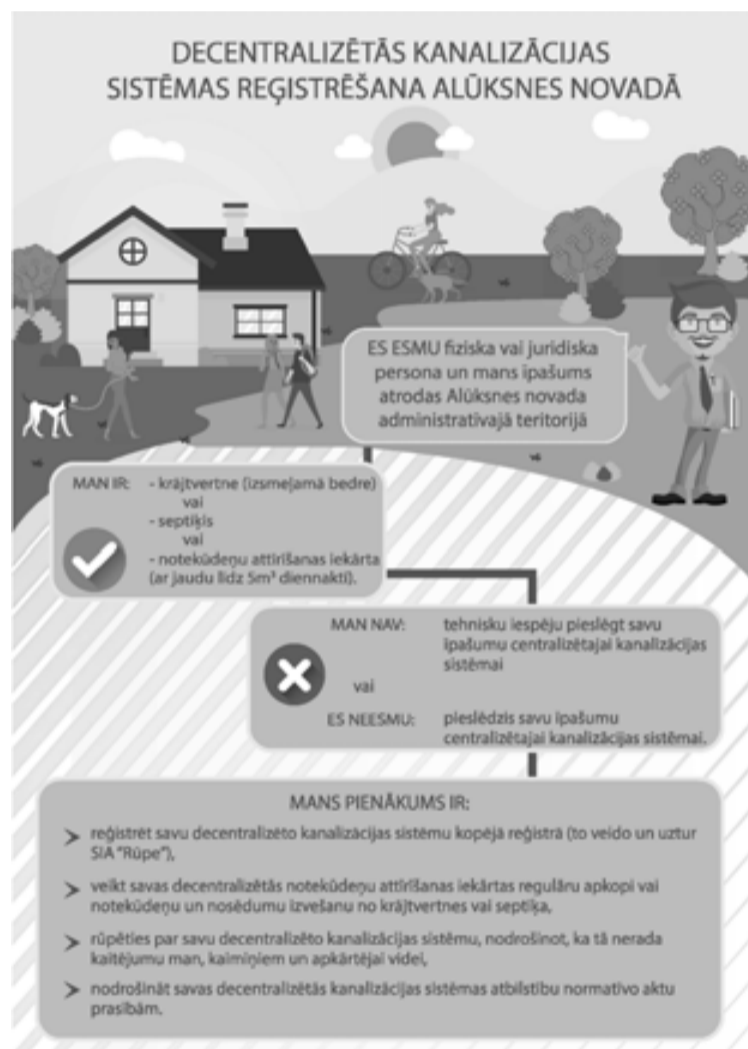 DECENTRALIZĒTĀS KANALIZĀCIJAS
SISTĒMAS REĢISTRĒŠANA ALŪKSNES NOVADĀ
ES ESMU fiziska vai juridiska
persona un mans īpašums
atrodas Alūksnes novada
administratīvajā teritorijā
MAN IR: - krājtvertne (izsmeļamā bedre)
vai
- septiķis
vai
- notekūdeņu attīrīšanas iekārta
(ar jaudu līdz 5m³ diennaktī).
MAN NAV: tehnisku iespēju pieslēgt savu
īpašumu centralizētajai kanalizācijas
sistēmai
vai
ES NEESMU: pieslēdzis savu īpašumu
centralizētajai kanalizācijas sistēmai.
MANS PIENĀKUMS IR:
➤ reģistrēt savu decentralizēto kanalizācijas sistēmu kopējā reģistrā (to veido un uztur
SIA "Rūpe"),
➤ veikt savas decentralizētās notekūdeņu attīrīšanas iekārtas regulāru apkopi vai
notekūdeņu un nosēdumu izvešanu no krājtvertnes vai septiķa,
➤ rūpēties par savu decentralizēto kanalizācijas sistēmu, nodrošinot, ka tā nerada
kaitējumu man, kaimiņiem un apkārtējai videi,
➤ nodrošināt savas decentralizētās kanalizācijas sistēmas atbilstību normatīvo aktu
prasībām.